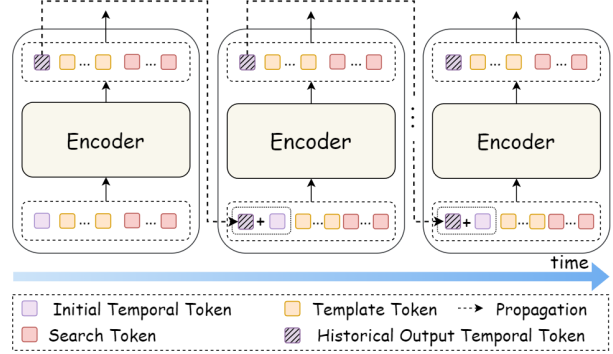 Encoder Encoder Encoder
+ +
time
Initial Temporal Token Template Token Propagation
Search Token Historical Output Temporal Token